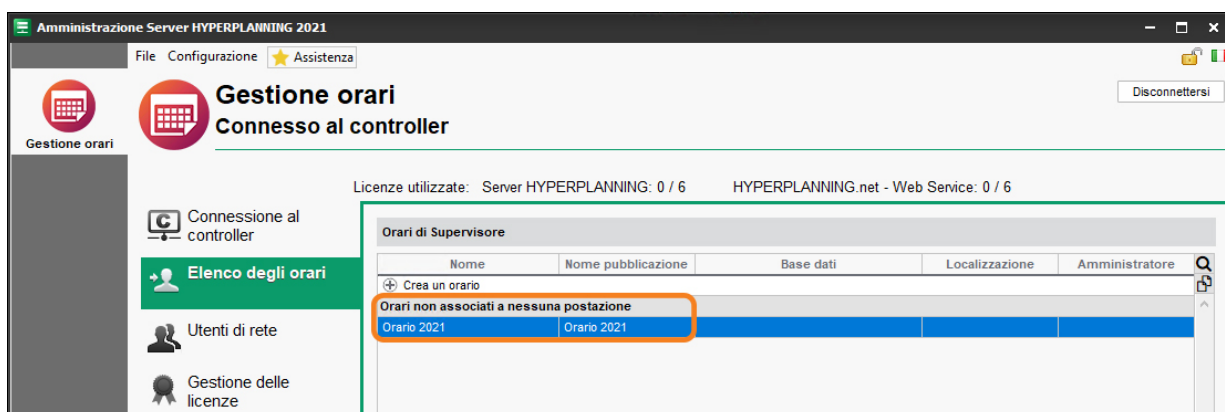 Amministrazione Server HYPERPLANNING 2021
File Configurazione Assistenza
Gestione orari
Gestione orari
Connesso al controller
Disconnettersi
Licenze utilizzate: Server HYPERPLANNING: 0 / 6 HYPERPLANNING.net - Web Service: 0 / 6
Connessione al
controller
Elenco degli orari
Utenti di rete
Gestione delle
licenze
Orari di Supervisore
Nome Nome pubblicazione Base dati Localizzazione Amministratore
Crea un orario
Orari non associati a nessuna postazione
Orario 2021 Orario 2021